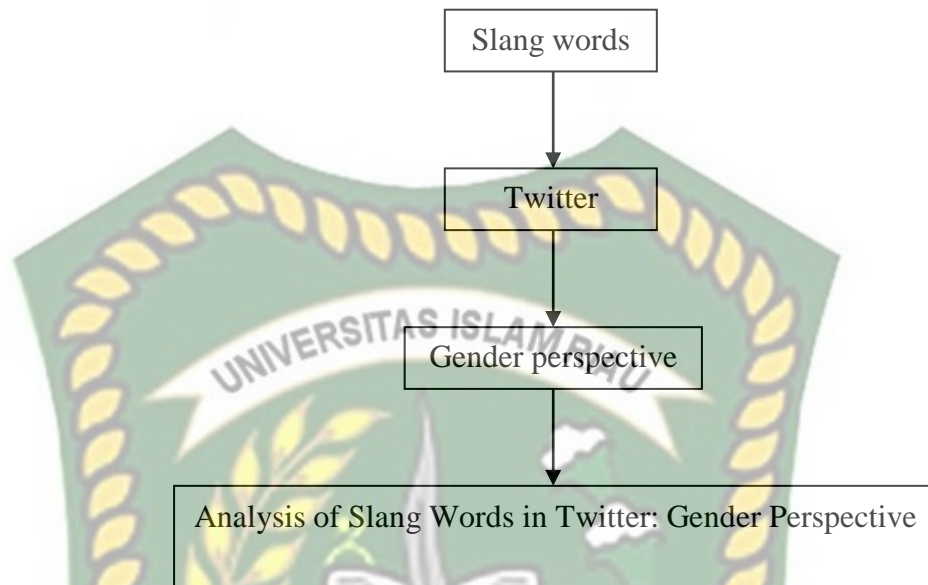 Slang words
Twitter
UNIVERSITAS ISLAM RIAU
Gender perspective
Analysis of Slang Words in Twitter: Gender Perspective